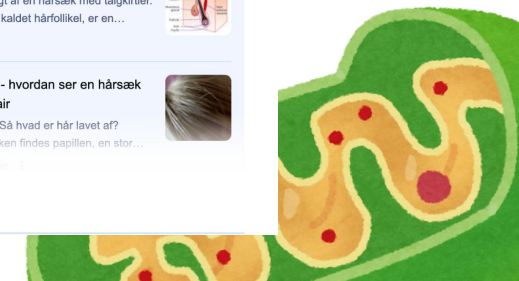 gt af en hårsæk med talgkirtler.
kaldet hårfollikel, er en…
- hvordan ser en hårsæk
air
Så hvad er hår lavet af?
ken findes papillen, en stor…